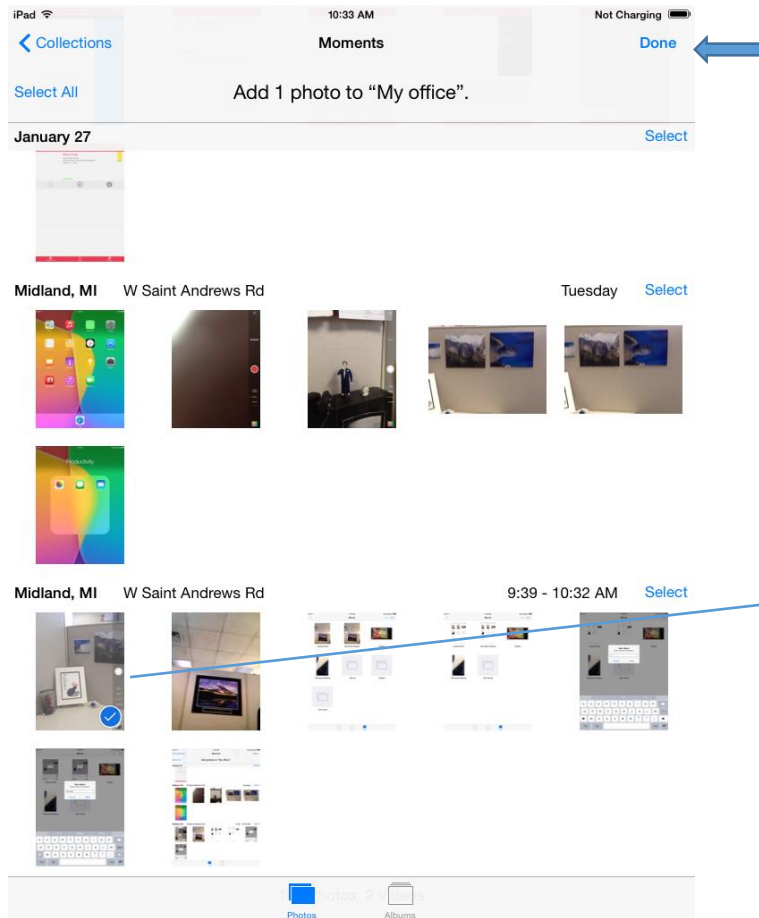 iPad 10:33 AM Not Charging
Collections Moments Done
Select All Add 1 photo to “My office”.
January 27 Select
Midland, MI W Saint Andrews Rd Tuesday Select
Productivity
Midland, MI W Saint Andrews Rd 9:39 - 10:32 AM Select
Photos Albums